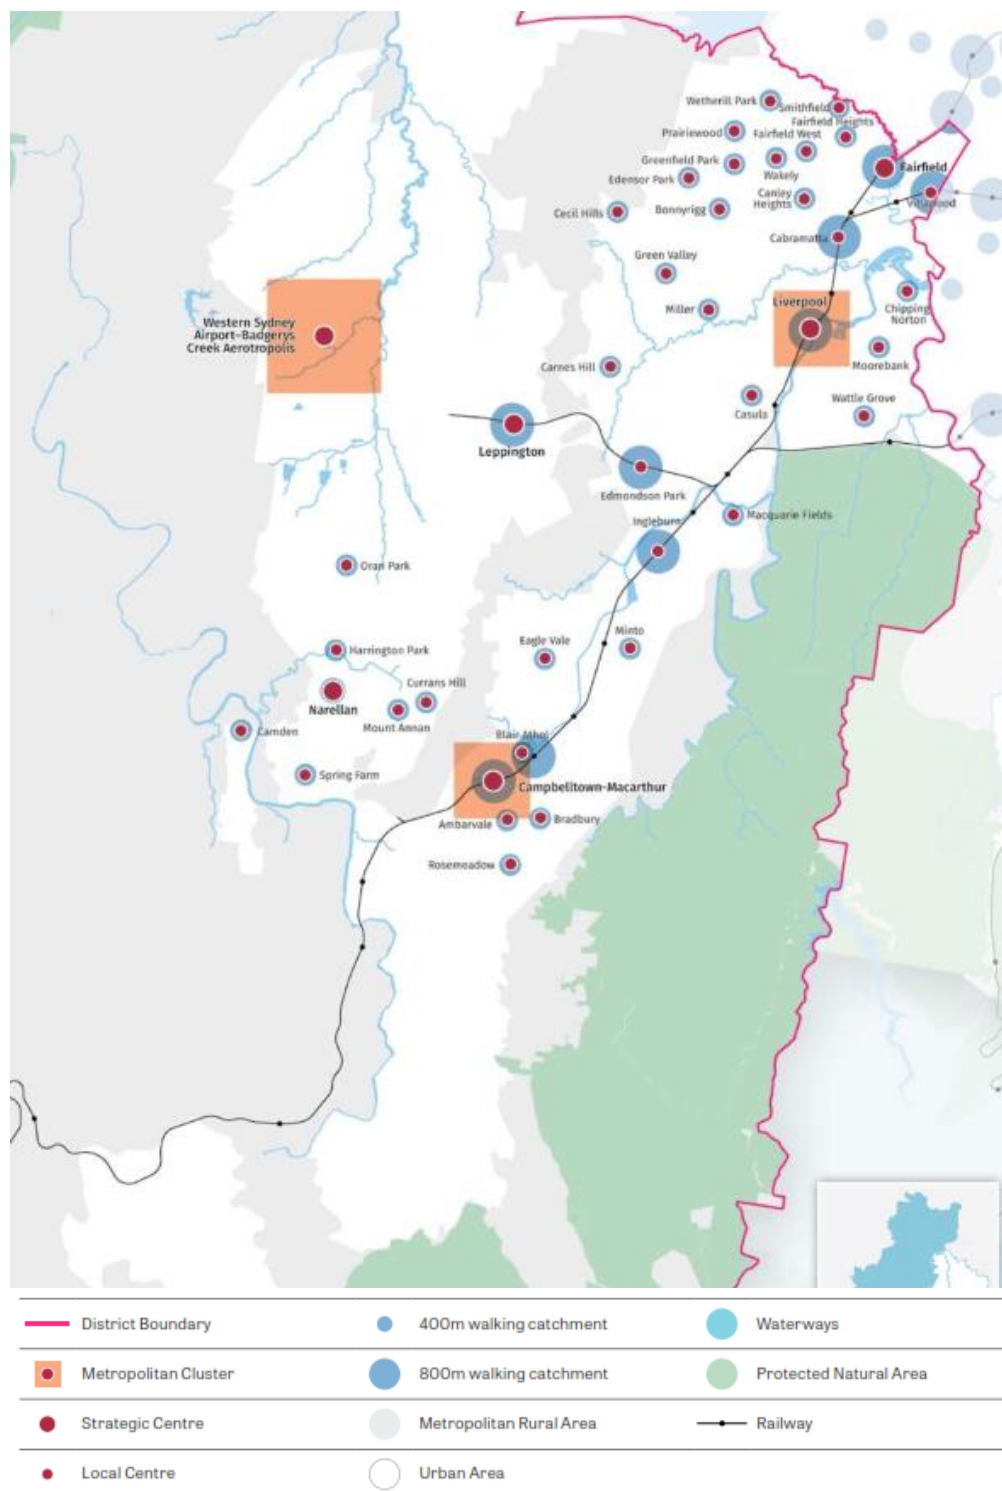 Wetherill Park
Smithfield
Fairfield Heights
Prairiewood
Fairfield West
Greenfield Park
Wakely
Fairfield
Edensor Park
Canley
Heights
Villawood
Cecil Hills
Bonnyrigg
Cabramatta
Green Valley
Liverpool
Miller
Chipping
Norton
Western Sydney
Airport-Badgerys
Creek Aerotropolis
Moorebank
Carnes Hill
Casula
Wattle Grove
Leppington
Edmondson Park
Ingleburn
Macquarie Fields
Oran Park
Minto
Eagle Vale
Harrington Park
Currans Hill
Narellan
Mount Annan
Camden
Blair Athol
Spring Farm
Campbelltown-Macarthur
Ambarvale
Bradbury
Rosemeadow
District Boundary
400m walking catchment
Waterways
Metropolitan Cluster
800m walking catchment
Protected Natural Area
Strategic Centre
Metropolitan Rural Area
Railway
Local Centre
Urban Area